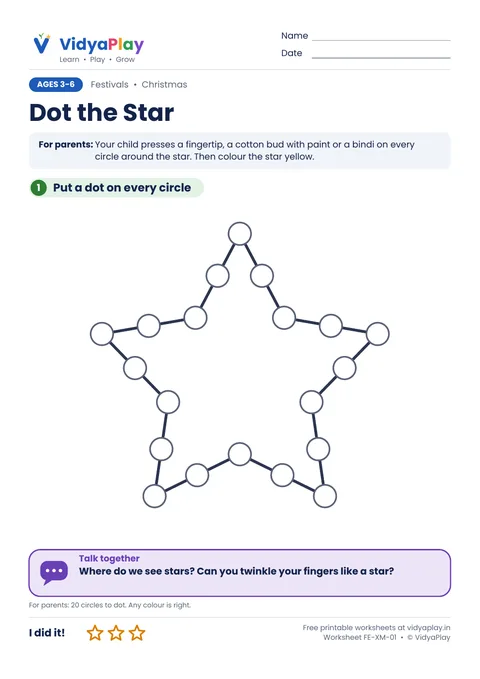 VidyaPlay
Learn • Play • Grow
Name
Date
AGES 3–6 Festivals • Christmas
Dot the Star
For parents: Your child presses a fingertip, a cotton bud with paint or a bindi on every
circle around the star. Then colour the star yellow.
1 Put a dot on every circle
Talk together
Where do we see stars? Can you twinkle your fingers like a star?
For parents: 20 circles to dot. Any colour is right.
I did it!
Free printable worksheets at vidyaplay.in
Worksheet FE-XM-01 • © VidyaPlay